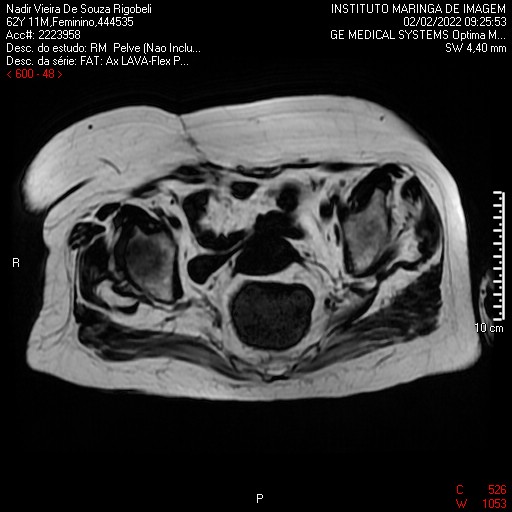 Nadir Vieira De Souza Rigobeli
62Y 11M,Feminino,444535
Acc#: 2223958
Desc. do estudo: RM Pelve (Nao Inclu...
Desc. da série: FAT: Ax LAVA-Flex P...
< 600 - 48 >
INSTITUTO MARINGA DE IMAGEM
02/02/2022 09:25:53
GE MEDICAL SYSTEMS Optima M...
SW 4,40 mm
R
10 cm
P
C 526
W 1053